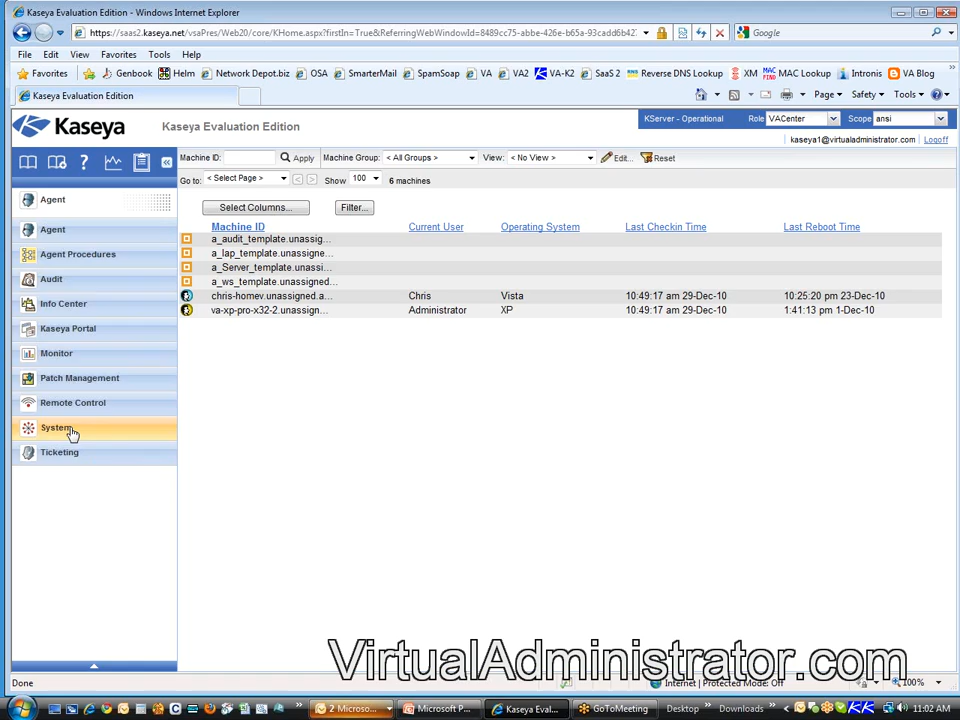 Kaseya Evaluation Edition - Windows Internet Explorer
https://saas2.kaseya.net/vsaPres/Web20/core/KHome.aspx?firstIn=True&ReferringWebWindowId=8489cc75-abbe-426e-b65a-93cadd6b427
Google
File Edit View Favorites Tools Help
Favorites Genbook Helm Network Depot.biz OSA SmarterMail SpamSoap VA VA2 VA-K2 SaaS 2 Reverse DNS Lookup XM MAC Lookup Intronis VA Blog
Kaseya Evaluation Edition
Page Safety Tools
Kaseya Kaseya Evaluation Edition
KServer - Operational Role VACenter Scope ansi
kaseya1@virtualadministrator.com Logoff
Machine ID: Apply Machine Group: < All Groups > View: < No View > Edit... Reset
Go to: < Select Page > Show 100 6 machines
Agent
Select Columns... Filter...
Machine ID Current User Operating System Last Checkin Time Last Reboot Time
a_audit_template.unassig...
a_lap_template.unassigne...
a_Server_template.unassi...
a_ws_template.unassigned...
chris-homev.unassigned.a... Chris Vista 10:49:17 am 29-Dec-10 10:25:20 pm 23-Dec-10
va-xp-pro-x32-2.unassign... Administrator XP 10:49:17 am 29-Dec-10 1:41:13 pm 1-Dec-10
Agent
Agent Procedures
Audit
Info Center
Kaseya Portal
Monitor
Patch Management
Remote Control
System
Ticketing
VirtualAdministrator.com
Done Internet | Protected Mode: Off 100%
2 Microso... Microsoft P... Kaseya Eval... GoToMeeting Desktop Downloads 11:02 AM